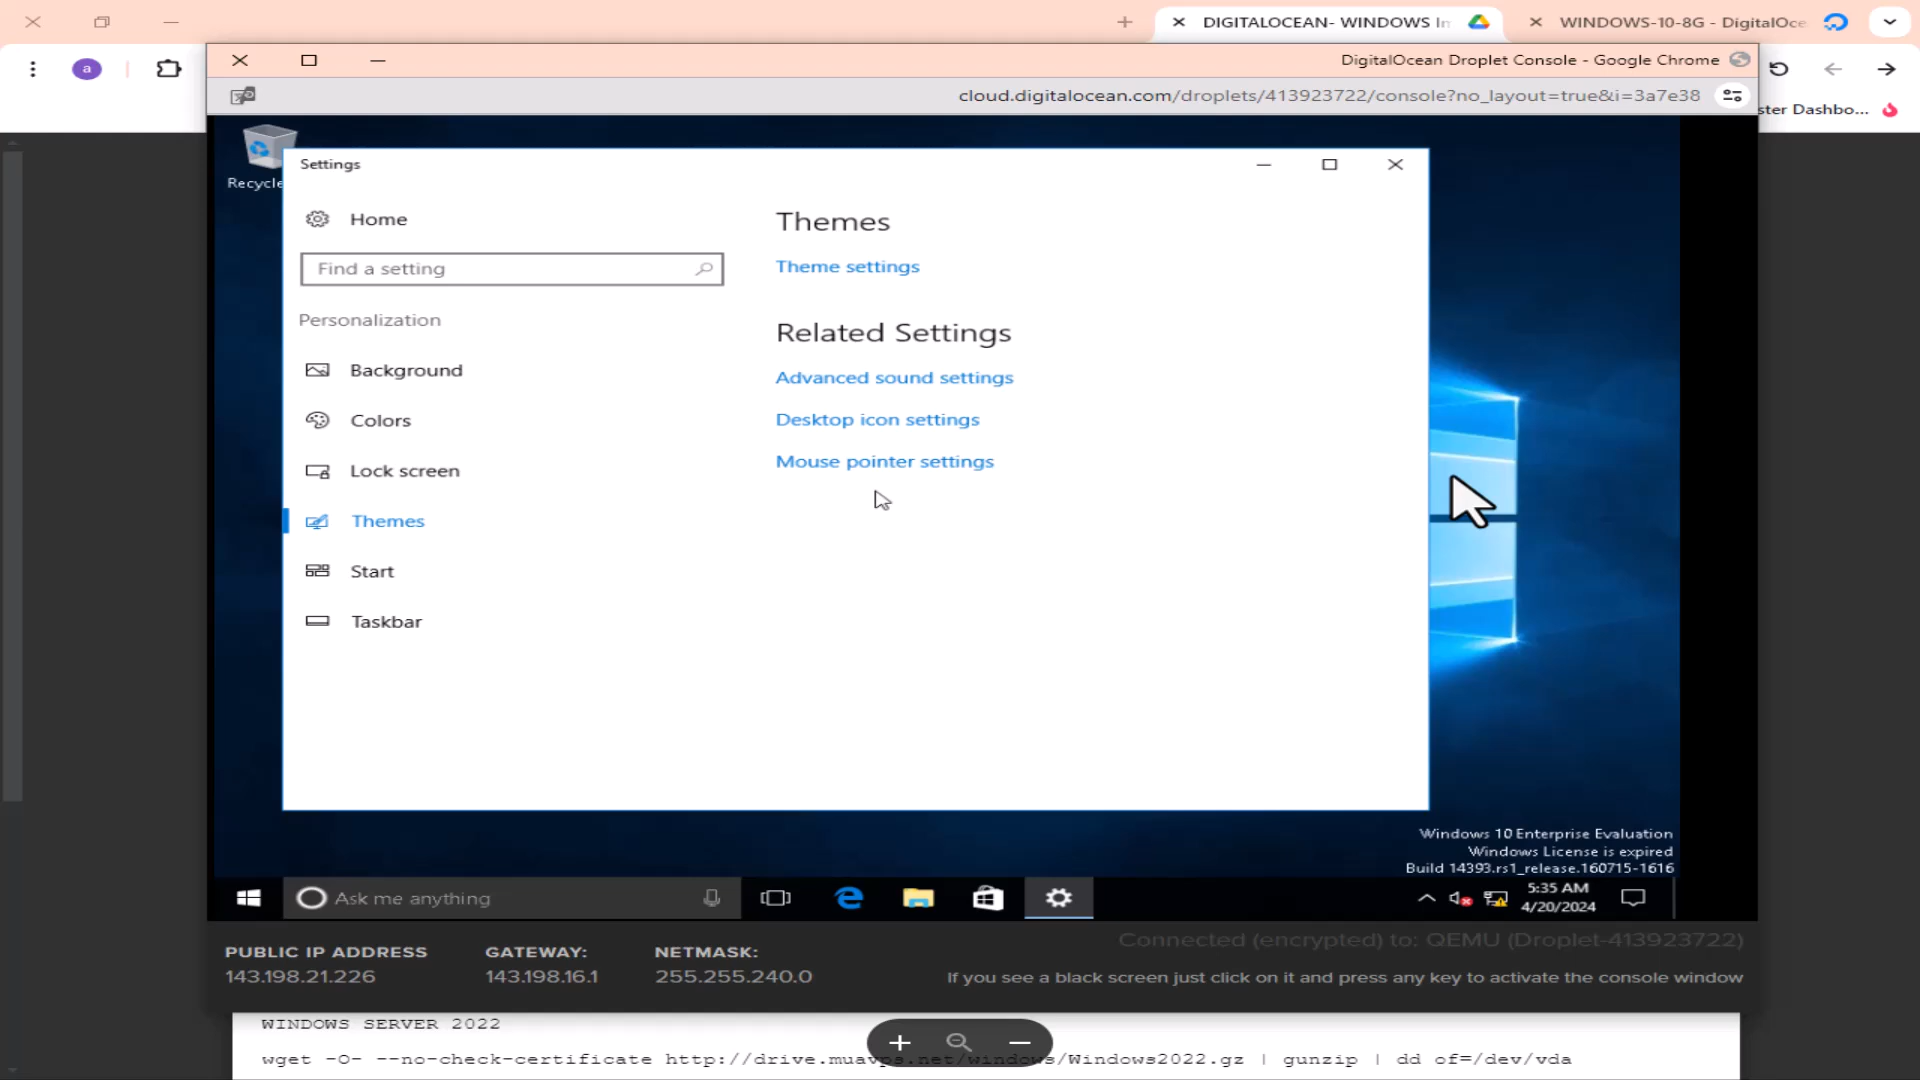 DIGITALOCEAN- WINDOWS In
WINDOWS-10-8G - DigitalOce
a
DigitalOcean Droplet Console - Google Chrome
cloud.digitalocean.com/droplets/413923722/console?no_layout=true&i=3a7e38
ster Dashbo...
Recycle
Settings
Home
Find a setting
Personalization
Background
Colors
Lock screen
Themes
Start
Taskbar
Themes
Theme settings
Related Settings
Advanced sound settings
Desktop icon settings
Mouse pointer settings
Windows 10 Enterprise Evaluation
Windows License is expired
Build 14393.rs1_release.160715-1616
Ask me anything
5:35 AM
4/20/2024
Connected (encrypted) to: QEMU (Droplet-413923722)
PUBLIC IP ADDRESS GATEWAY: NETMASK:
143.198.21.226 143.198.16.1 255.255.240.0
If you see a black screen just click on it and press any key to activate the console window
WINDOWS SERVER 2022
wget -O- --no-check-certificate http://drive.muavps.net/windows/Windows2022.gz | gunzip | dd of=/dev/vda